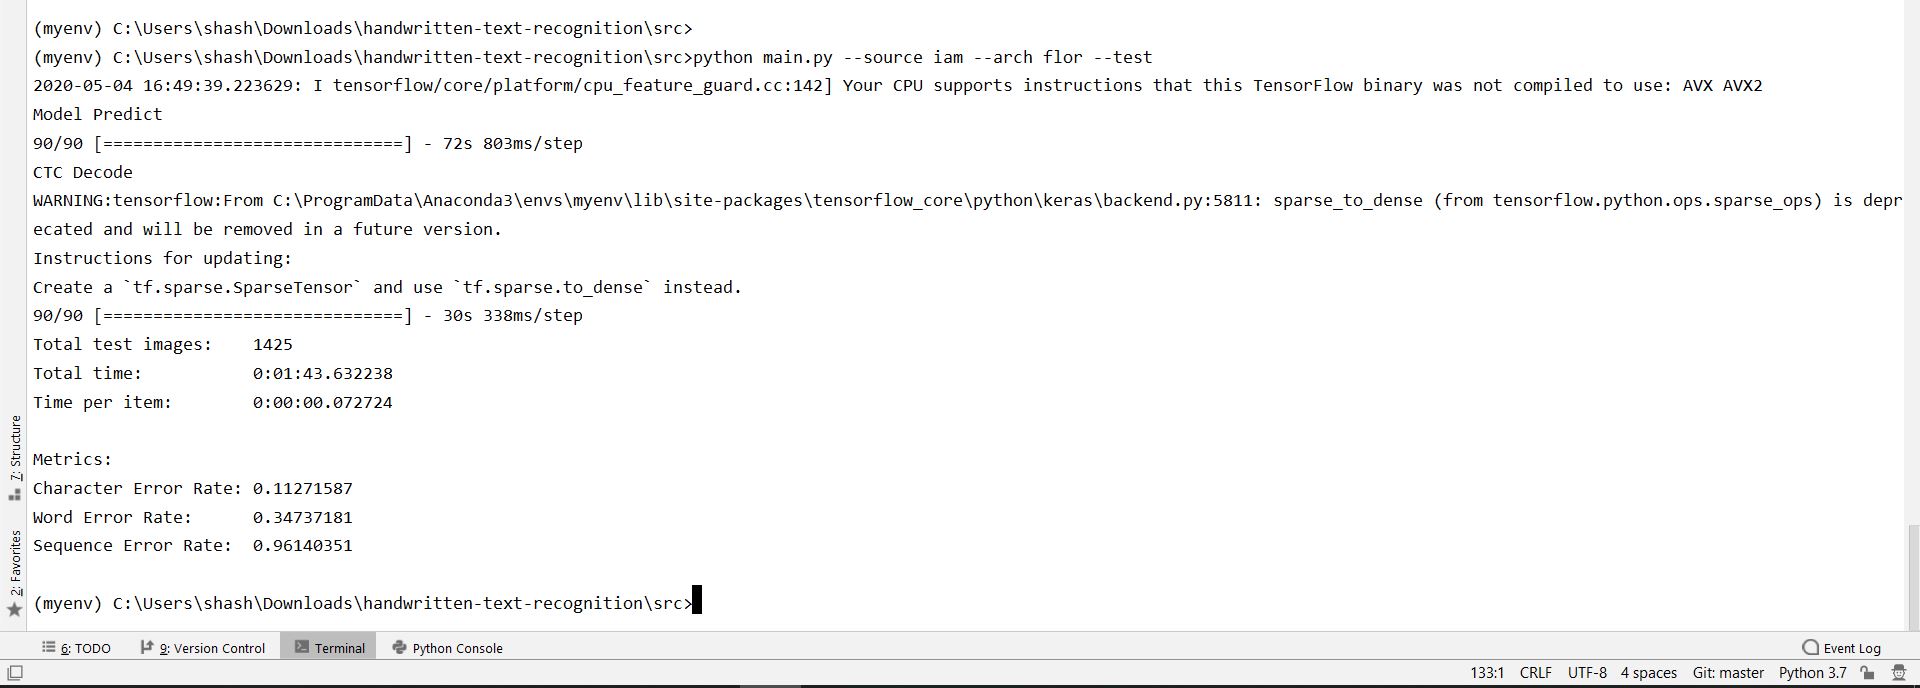 (myenv) C:\Users\shash\Downloads\handwritten-text-recognition\src>
(myenv) C:\Users\shash\Downloads\handwritten-text-recognition\src>python main.py --source iam --arch flor --test
2020-05-04 16:49:39.223629: I tensorflow/core/platform/cpu_feature_guard.cc:142] Your CPU supports instructions that this TensorFlow binary was not compiled to use: AVX AVX2
Model Predict
90/90 [==============================] - 72s 803ms/step
CTC Decode
WARNING:tensorflow:From C:\ProgramData\Anaconda3\envs\myenv\lib\site-packages\tensorflow_core\python\keras\backend.py:5811: sparse_to_dense (from tensorflow.python.ops.sparse_ops) is depr
ecated and will be removed in a future version.
Instructions for updating:
Create a `tf.sparse.SparseTensor` and use `tf.sparse.to_dense` instead.
90/90 [==============================] - 30s 338ms/step
Total test images:    1425
Total time:           0:01:43.632238
Time per item:        0:00:00.072724
Metrics:
Character Error Rate: 0.11271587
Word Error Rate:      0.34737181
Sequence Error Rate:  0.96140351
(myenv) C:\Users\shash\Downloads\handwritten-text-recognition\src>
7: Structure
2: Favorites
6: TODO
9: Version Control
Terminal
Python Console
Event Log
133:1 CRLF UTF-8 4 spaces Git: master Python 3.7